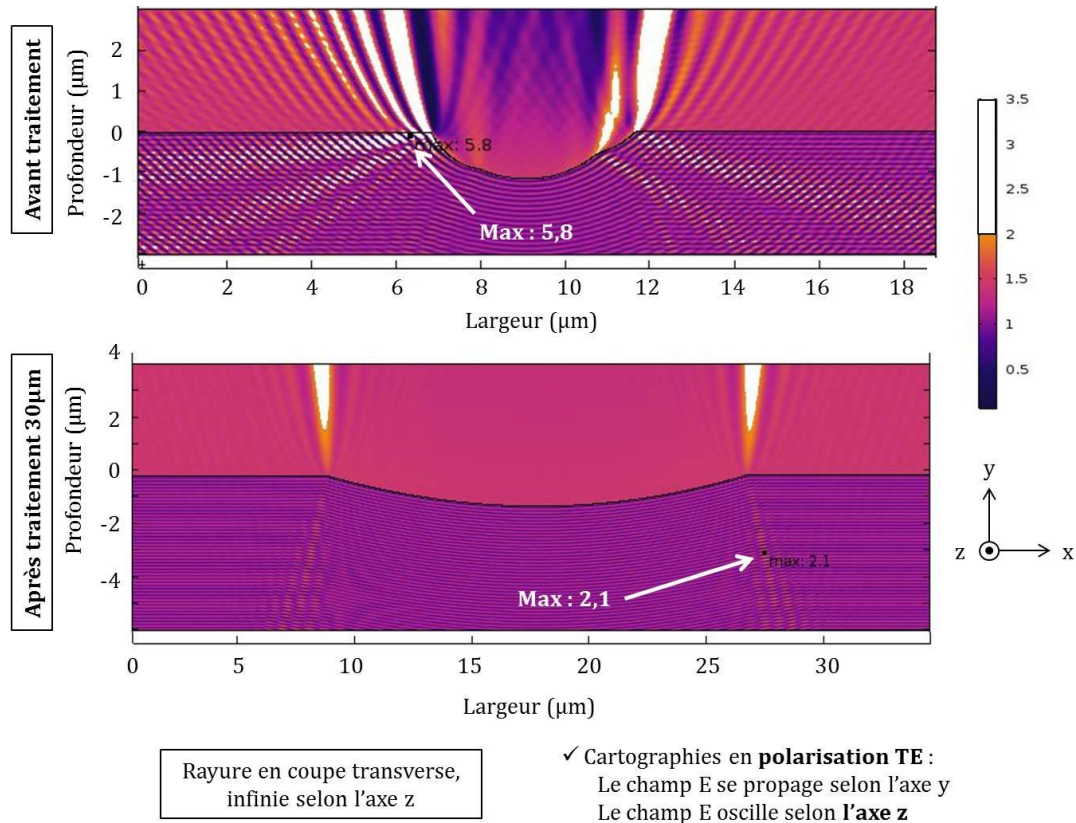 Avant traitement
Profondeur (µm)
2
1
0
-1
-2
max: 5.8
Max : 5,8
0
2
4
6
8
10
12
14
16
18
Largeur (µm)
3.5
3
2.5
2
1.5
1
0.5
Après traitement 30µm
Profondeur (µm)
4
2
0
-2
-4
max: 2.1
Max : 2,1
0
5
10
15
20
25
30
Largeur (µm)
y
z
x
Rayure en coupe transverse,
infinie selon l’axe z
✓ Cartographies en polarisation TE :
Le champ E se propage selon l’axe y
Le champ E oscille selon l’axe z